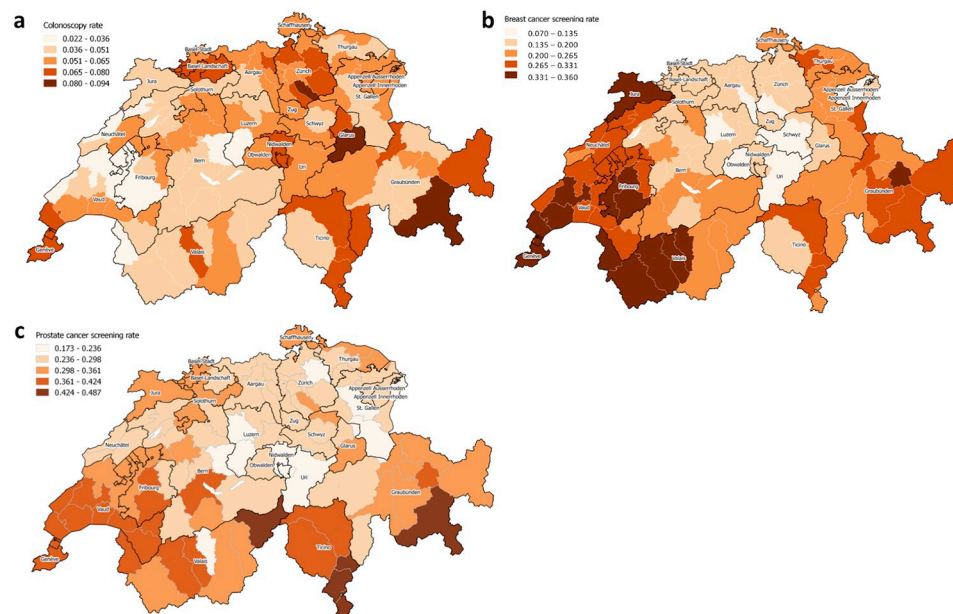 a
Colonoscopy rate
0.022 - 0.036
0.036 - 0.051
0.051 - 0.065
0.065 - 0.080
0.080 - 0.094
Schaffhausen
Basel-Stadt
Thurgau
Basel-Landschaft
Jura
Aargau
Zürich
Appenzell Ausserrhoden
Appenzell Innerrhoden
Solothurn
St. Gallen
Zug
Luzern
Schwyz
Neuchâtel
Glarus
Nidwalden
Bern
Obwalden
Uri
Fribourg
Graubünden
Vaud
Ticino
Valais
Genève
b
Breast cancer screening rate
0.070 - 0.135
0.135 - 0.200
0.200 - 0.265
0.265 - 0.331
0.331 - 0.360
Schaffhausen
Basel-Stadt
Thurgau
Basel-Landschaft
Jura
Aargau
Zürich
Appenzell Ausserrhoden
Appenzell Innerrhoden
Solothurn
St. Gallen
Zug
Luzern
Schwyz
Neuchâtel
Glarus
Nidwalden
Bern
Obwalden
Uri
Fribourg
Graubünden
Vaud
Ticino
Valais
Genève
c
Prostate cancer screening rate
0.173 - 0.236
0.236 - 0.298
0.298 - 0.361
0.361 - 0.424
0.424 - 0.487
Schaffhausen
Basel-Stadt
Thurgau
Basel-Landschaft
Jura
Aargau
Zürich
Appenzell Ausserrhoden
Appenzell Innerrhoden
Solothurn
St. Gallen
Zug
Luzern
Schwyz
Neuchâtel
Glarus
Nidwalden
Bern
Obwalden
Uri
Fribourg
Graubünden
Vaud
Ticino
Valais
Genève